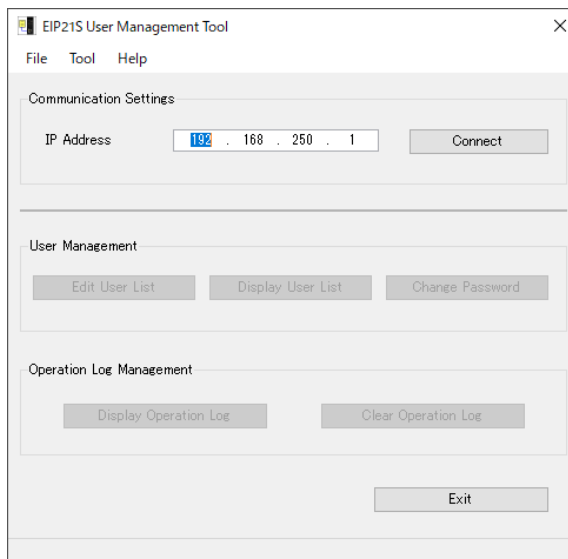 EIP21S User Management Tool
File Tool Help
Communication Settings
IP Address 192 . 168 . 250 . 1 Connect
User Management
Edit User List Display User List Change Password
Operation Log Management
Display Operation Log Clear Operation Log
Exit